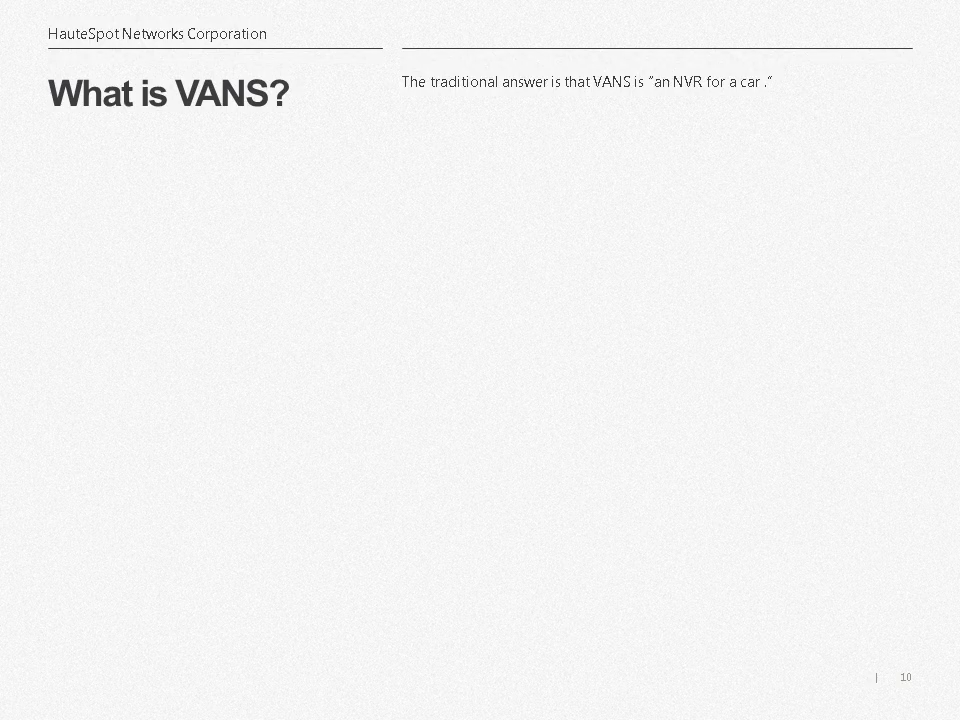 HauteSpot Networks Corporation
What is VANS?
The traditional answer is that VANS is “an NVR for a car .”
| 10